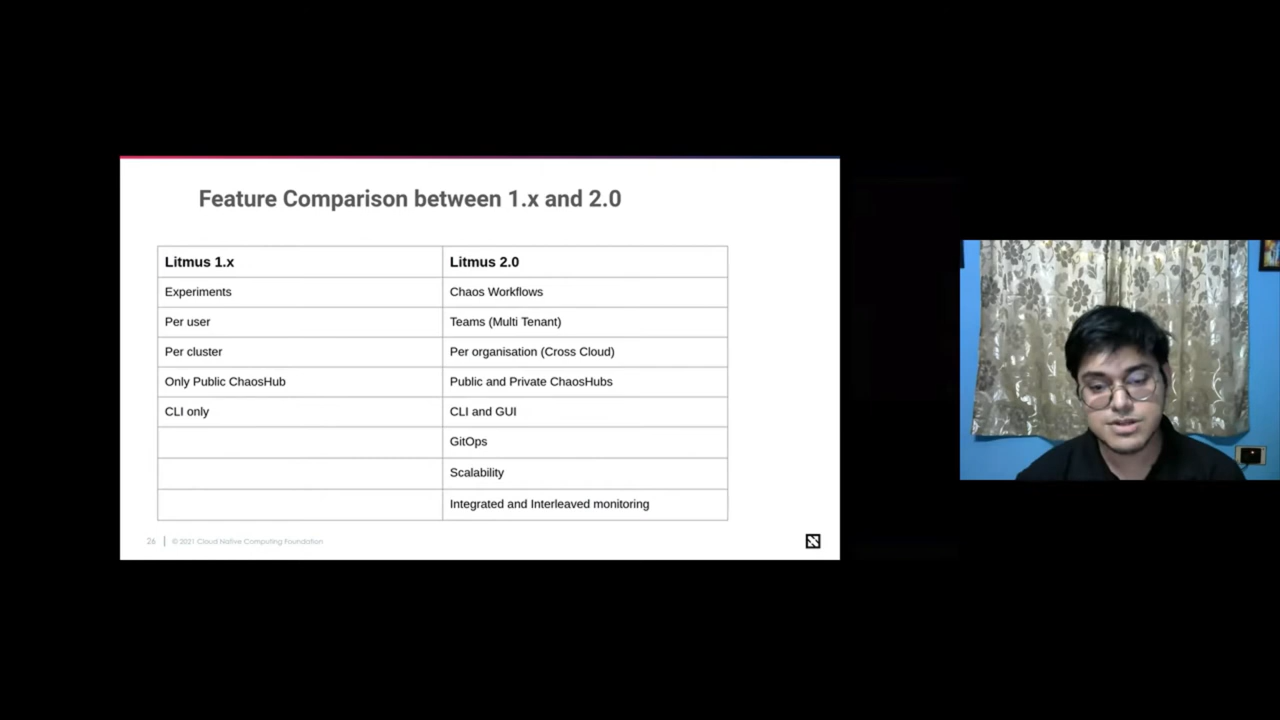 Feature Comparison between 1.x and 2.0
Litmus 1.x Litmus 2.0
Experiments Chaos Workflows
Per user Teams (Multi Tenant)
Per cluster Per organisation (Cross Cloud)
Only Public ChaosHub Public and Private ChaosHubs
CLI only CLI and GUI
GitOps
Scalability
Integrated and Interleaved monitoring
26 © 2021 Cloud Native Computing Foundation